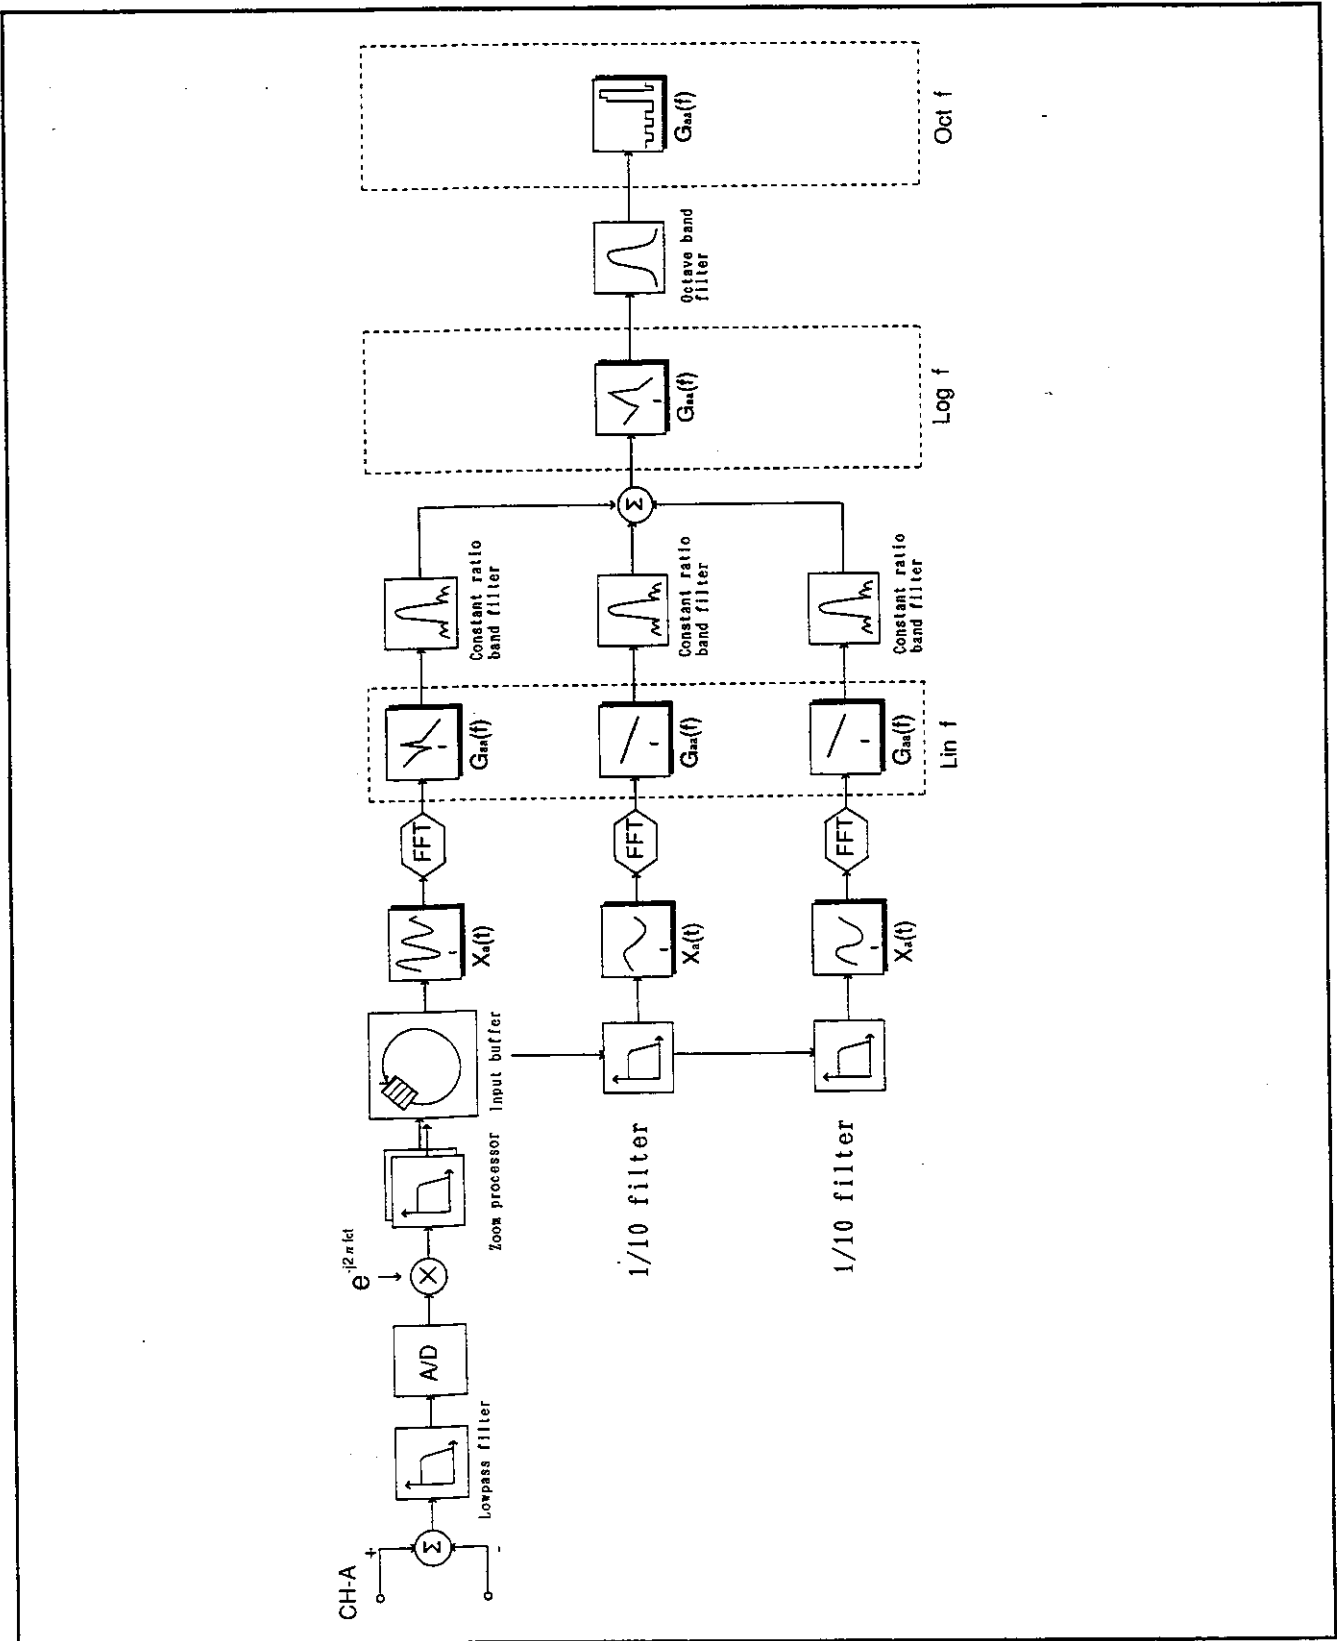 CH-A
+
-
Σ
Lowpass filter
A/D
e-j2πfct
×
Zoom processor
Input buffer
Xa(t)
FFT
Gaa(f)
Constant ratio
band filter
1/10 filter
Xa(t)
FFT
Gaa(f)
Constant ratio
band filter
1/10 filter
Xa(t)
FFT
Gaa(f)
Constant ratio
band filter
Lin f
Σ
Gaa(f)
Log f
Octave band
filter
Gaa(f)
Oct f